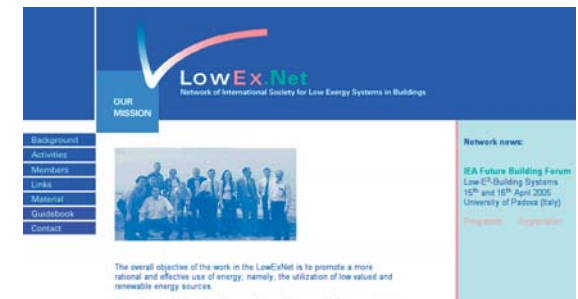 LowEx.Net
Network of International Society for Low Exergy Systems in Buildings
OUR
MISSION
Background
Activities
Members
Links
Material
Guidebook
Contact
The overall objective of the work in the LowExNet is to promote a more
rational and effective use of energy; namely, the utilization of low valued and
renewable energy sources.
Network news:
IEA Future Building Forum
Low-E²-Building Systems
15th and 16th April 2005
University of Padova (Italy)
Programme Registration